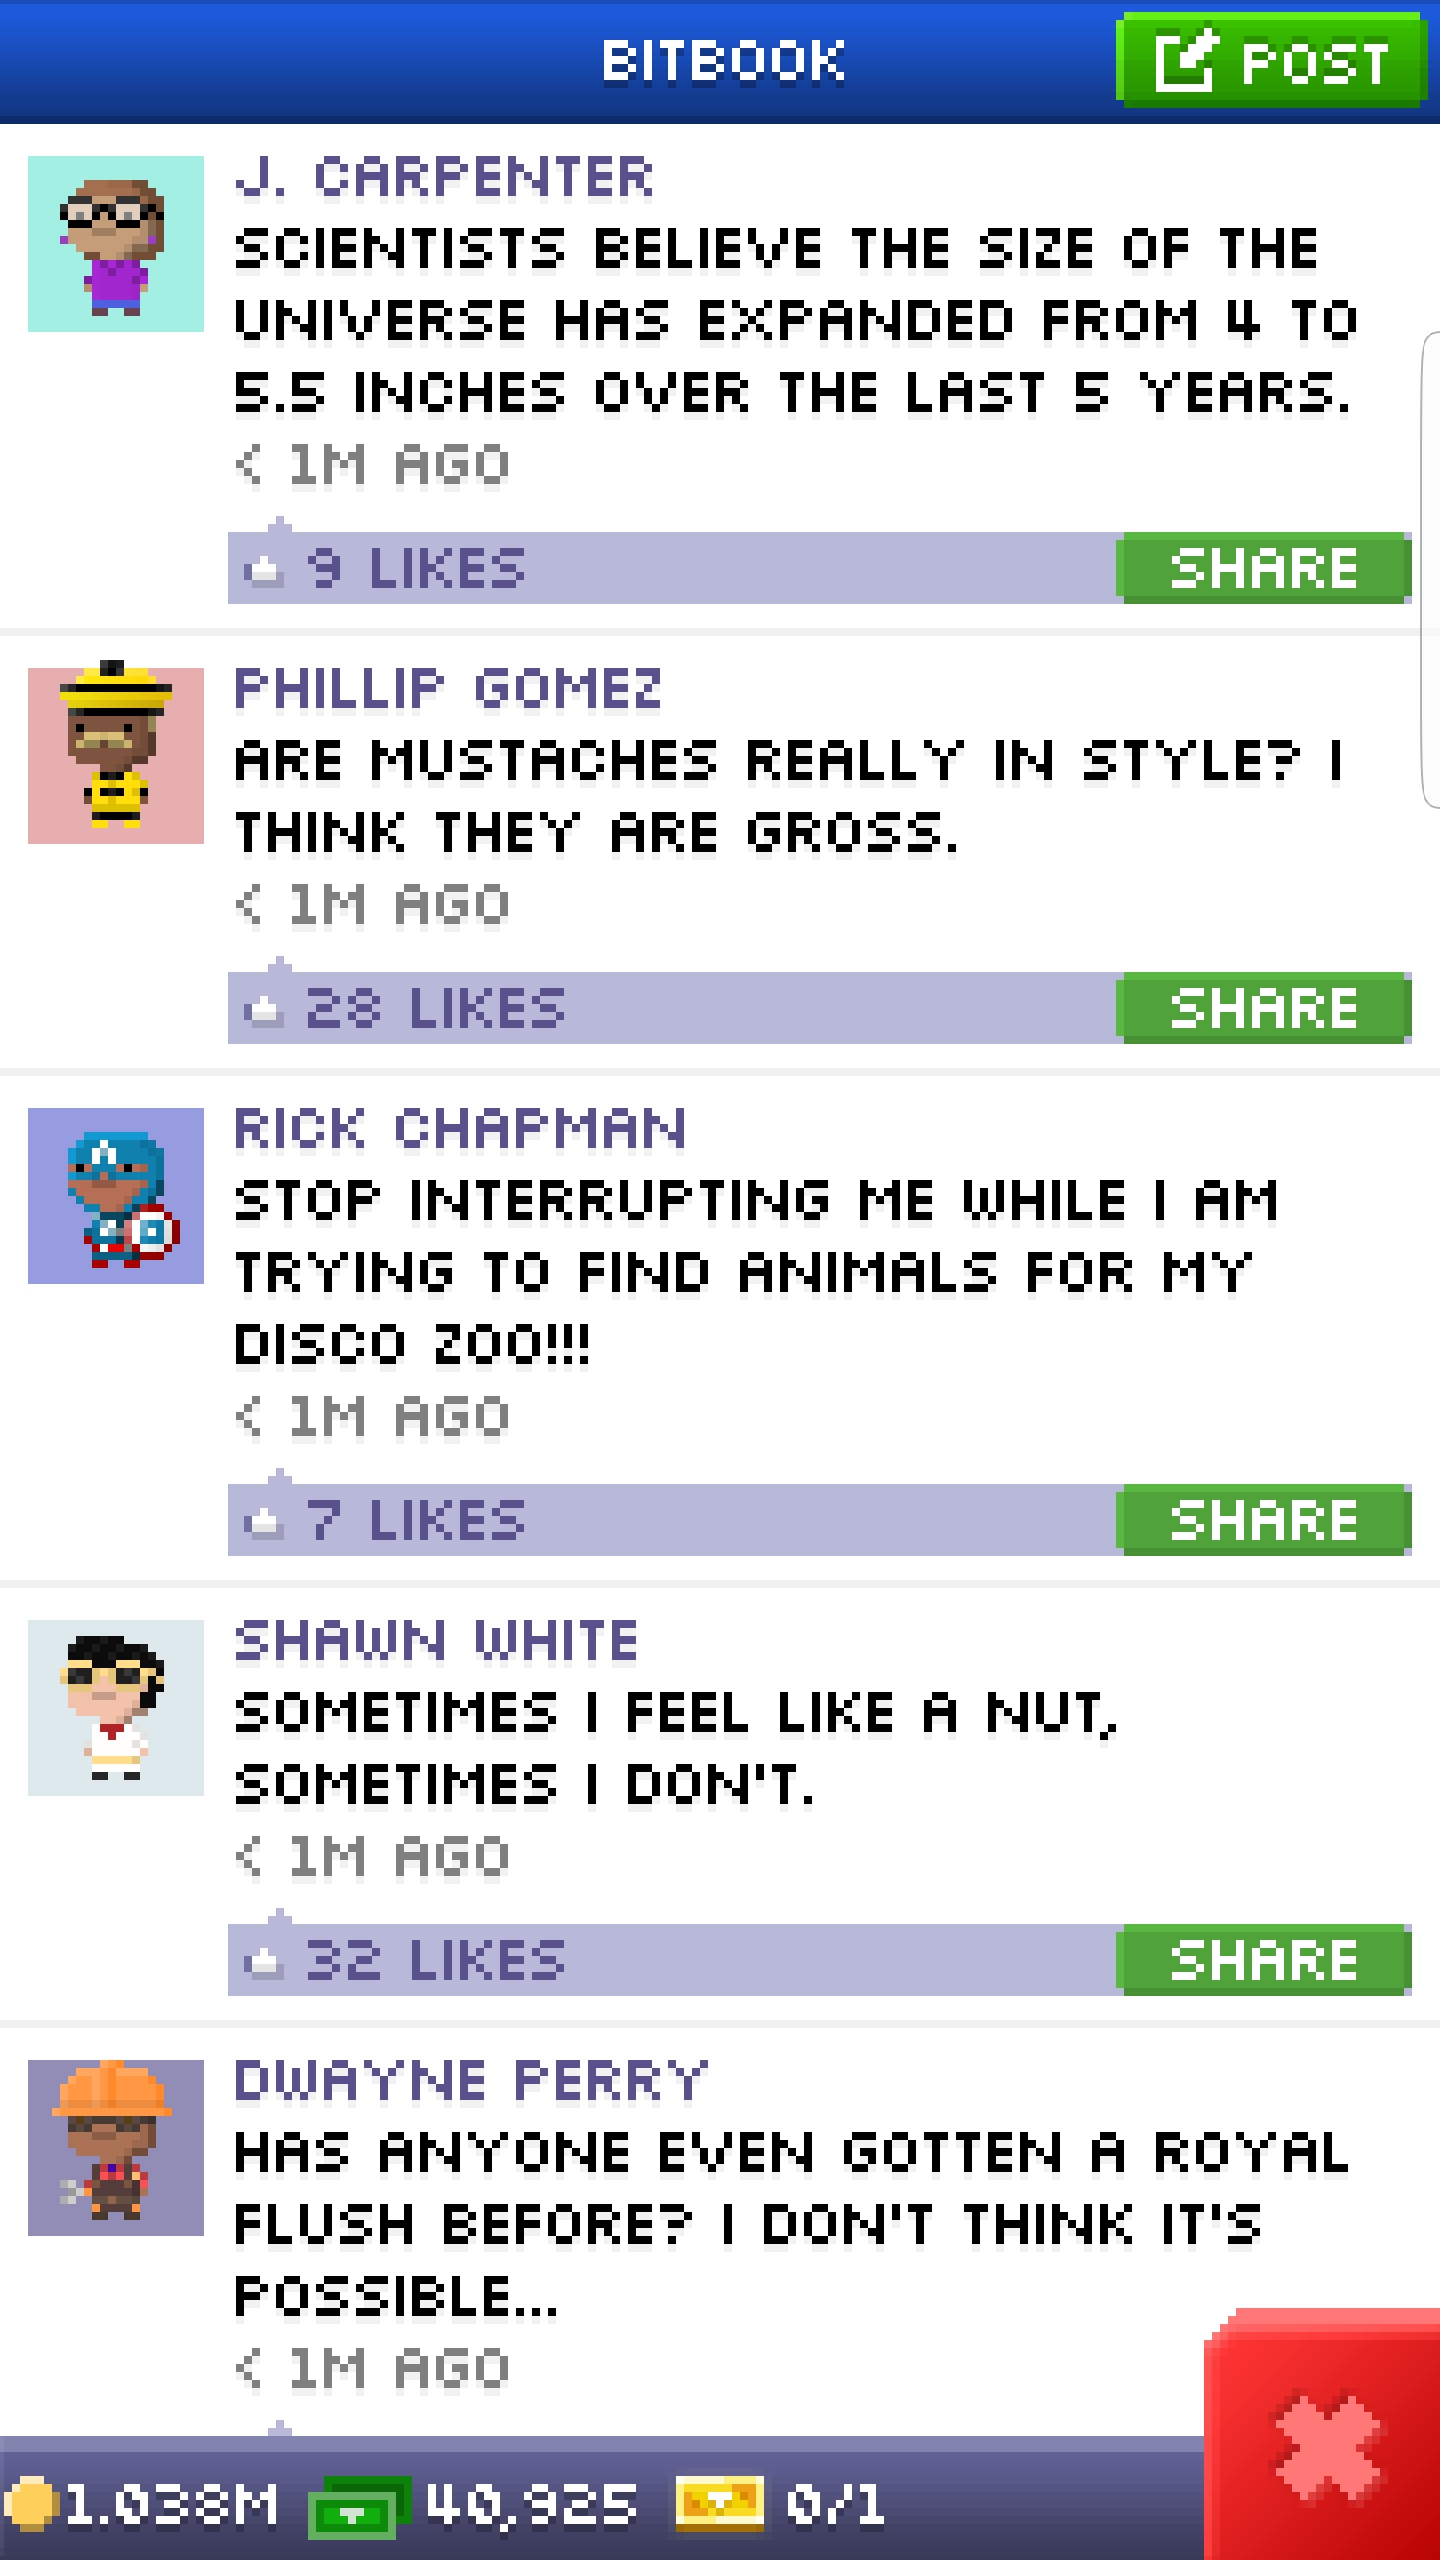 BITBOOK
POST
J. CARPENTER
SCIENTISTS BELIEVE THE SIZE OF THE
UNIVERSE HAS EXPANDED FROM 4 TO
5.5 INCHES OVER THE LAST 5 YEARS.
< 1M AGO
9 LIKES
SHARE
PHILLIP GOMEZ
ARE MUSTACHES REALLY IN STYLE? I
THINK THEY ARE GROSS.
< 1M AGO
28 LIKES
SHARE
RICK CHAPMAN
STOP INTERRUPTING ME WHILE I AM
TRYING TO FIND ANIMALS FOR MY
DISCO ZOO!!!
< 1M AGO
7 LIKES
SHARE
SHAWN WHITE
SOMETIMES I FEEL LIKE A NUT,
SOMETIMES I DON'T.
< 1M AGO
32 LIKES
SHARE
DWAYNE PERRY
HAS ANYONE EVEN GOTTEN A ROYAL
FLUSH BEFORE? I DON'T THINK IT'S
POSSIBLE...
< 1M AGO
1.038M
40,925
0/1